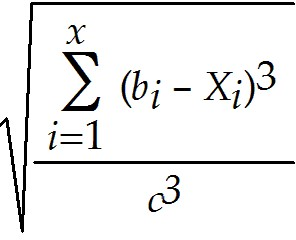 x
∑ (bi – Xi)3
i=1
c3